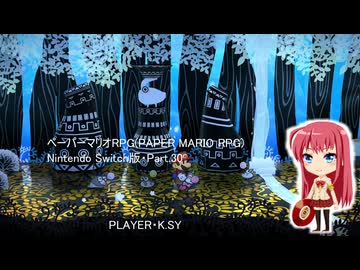 ペーパーマリオRPG(PAPER MARIO RPG)
Nintendo Switch版・Part.30
PLAYER・K.SY